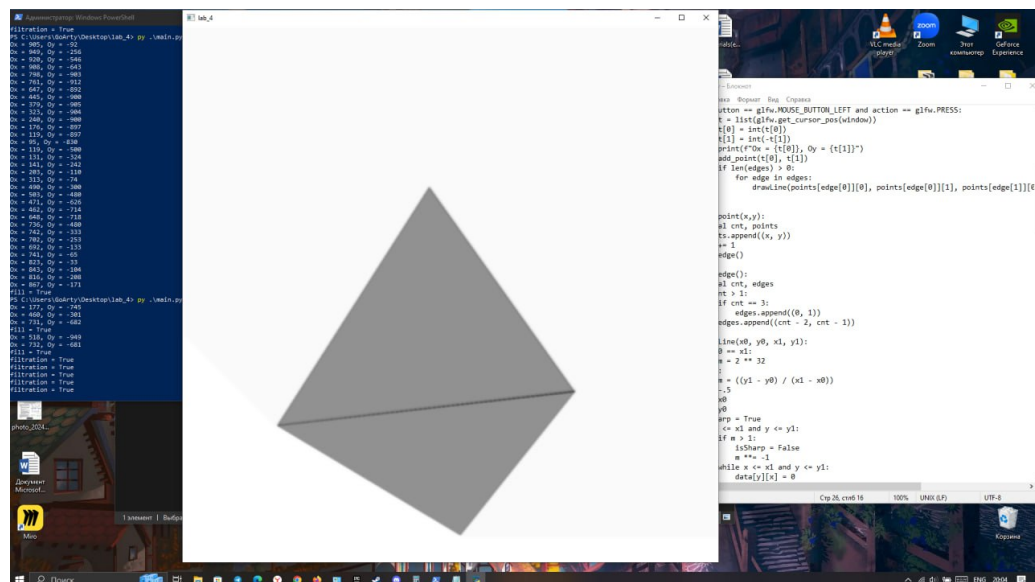 Администратор: Windows PowerShell
filtration = True
PS C:\Users\GoArty\Desktop\lab_4> py .\main.py
Ox = 905, Oy = -92
Ox = 949, Oy = -256
Ox = 920, Oy = -546
Ox = 908, Oy = -643
Ox = 798, Oy = -903
Ox = 761, Oy = -912
Ox = 647, Oy = -892
Ox = 445, Oy = -900
Ox = 379, Oy = -905
Ox = 323, Oy = -904
Ox = 240, Oy = -900
Ox = 176, Oy = -897
Ox = 119, Oy = -897
Ox = 95, Oy = -830
Ox = 119, Oy = -500
Ox = 131, Oy = -324
Ox = 141, Oy = -242
Ox = 203, Oy = -110
Ox = 313, Oy = -74
Ox = 490, Oy = -300
Ox = 503, Oy = -480
Ox = 471, Oy = -626
Ox = 462, Oy = -714
Ox = 648, Oy = -718
Ox = 736, Oy = -480
Ox = 742, Oy = -333
Ox = 702, Oy = -253
Ox = 692, Oy = -133
Ox = 741, Oy = -65
Ox = 823, Oy = -33
Ox = 843, Oy = -104
Ox = 816, Oy = -208
Ox = 867, Oy = -171
fill = True
PS C:\Users\GoArty\Desktop\lab_4> py .\main.py
Ox = 177, Oy = -745
Ox = 460, Oy = -301
Ox = 731, Oy = -682
fill = True
Ox = 518, Oy = -949
Ox = 732, Oy = -681
fill = True
filtration = True
filtration = True
filtration = True
filtration = True
filtration = True
lab_4
VLC media player
Zoom
Этот компьютер
GeForce Experience
– Блокнот
Формат Вид Справка
utton == glfw.MOUSE_BUTTON_LEFT and action == glfw.PRESS:
t = list(glfw.get_cursor_pos(window))
t[0] = int(t[0])
t[1] = int(-t[1])
print(f"Ox = {t[0]}, Oy = {t[1]}")
add_point(t[0], t[1])
if len(edges) > 0:
for edge in edges:
drawLine(points[edge[0]][0], points[edge[0]][1], points[edge[1]][0
point(x,y):
al cnt, points
ts.append((x, y))
+= 1
edge()
edge():
al cnt, edges
nt > 1:
if cnt == 3:
edges.append((0, 1))
edges.append((cnt - 2, cnt - 1))
Line(x0, y0, x1, y1):
0 == x1:
m = 2 ** 32
:
m = ((y1 - y0) / (x1 - x0))
-.5
x0
y0
arp = True
<= x1 and y <= y1:
if m > 1:
isSharp = False
m **= -1
while x <= x1 and y <= y1:
data[y][x] = 0
Стр 26, стлб 16
100%
UNIX (LF)
UTF-8
photo_2024...
Документ Microsof...
Miro
1 элемент
Корзина
Поиск
ENG
20:04